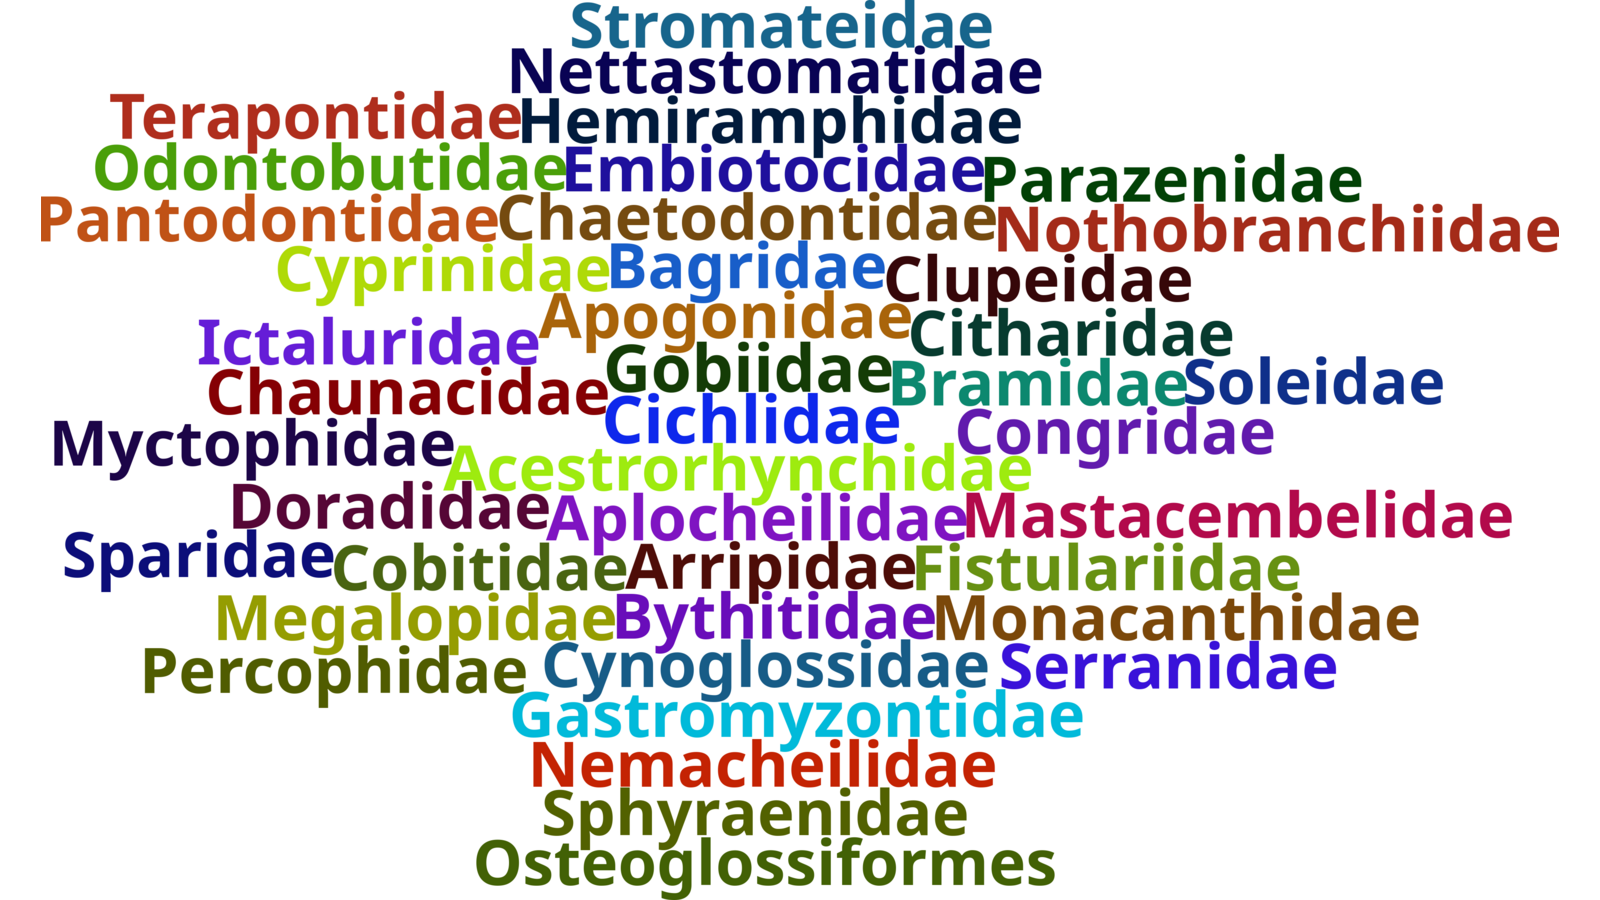 Stromateidae
Nettastomatidae
Terapontidae Hemiramphidae
Odontobutidae Embiotocidae Parazenidae
Pantodontidae Chaetodontidae Nothobranchiidae
Cyprinidae Bagridae Clupeidae
Apogonidae Citharidae
Ictaluridae
Gobiidae Bramidae Soleidae
Chaunacidae
Cichlidae Congridae
Myctophidae
Acestrorhynchidae
Doradidae Aplocheilidae Mastacembelidae
Sparidae Cobitidae Arripidae Fistulariidae
Megalopidae Bythitidae Monacanthidae
Percophidae Cynoglossidae Serranidae
Gastromyzontidae
Nemacheilidae
Sphyraenidae
Osteoglossiformes